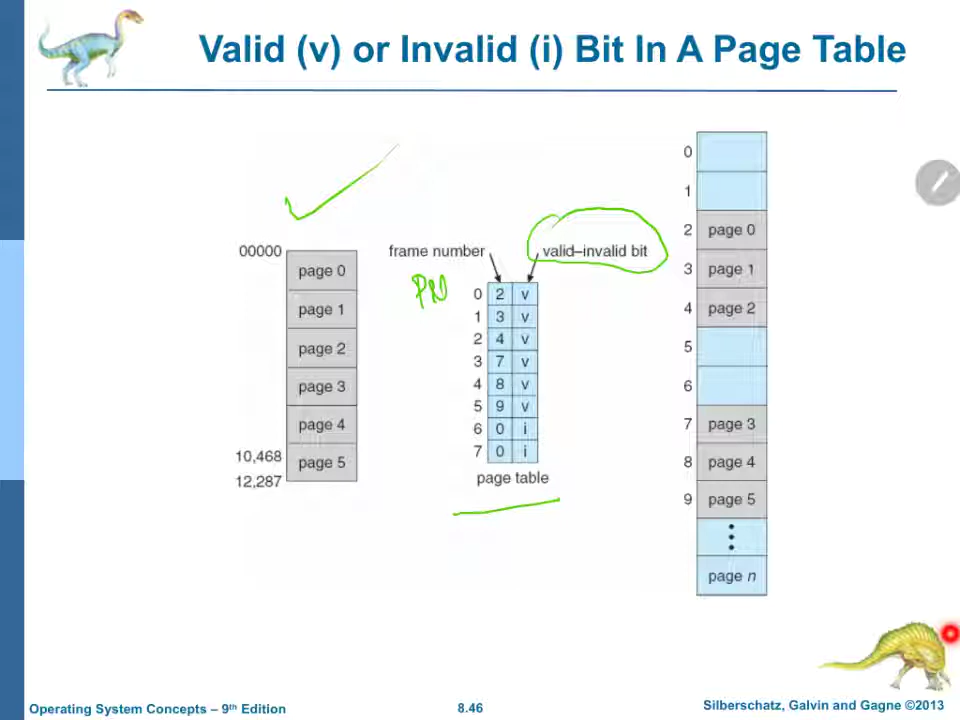 Valid (v) or Invalid (i) Bit In A Page Table
00000
page 0
page 1
page 2
page 3
page 4
page 5
10,468
12,287
frame number
valid–invalid bit
PNO
0 2 v
1 3 v
2 4 v
3 7 v
4 8 v
5 9 v
6 0 i
7 0 i
page table
0
1
2 page 0
3 page 1
4 page 2
5
6
7 page 3
8 page 4
9 page 5
page n
Operating System Concepts – 9th Edition
8.46
Silberschatz, Galvin and Gagne ©2013